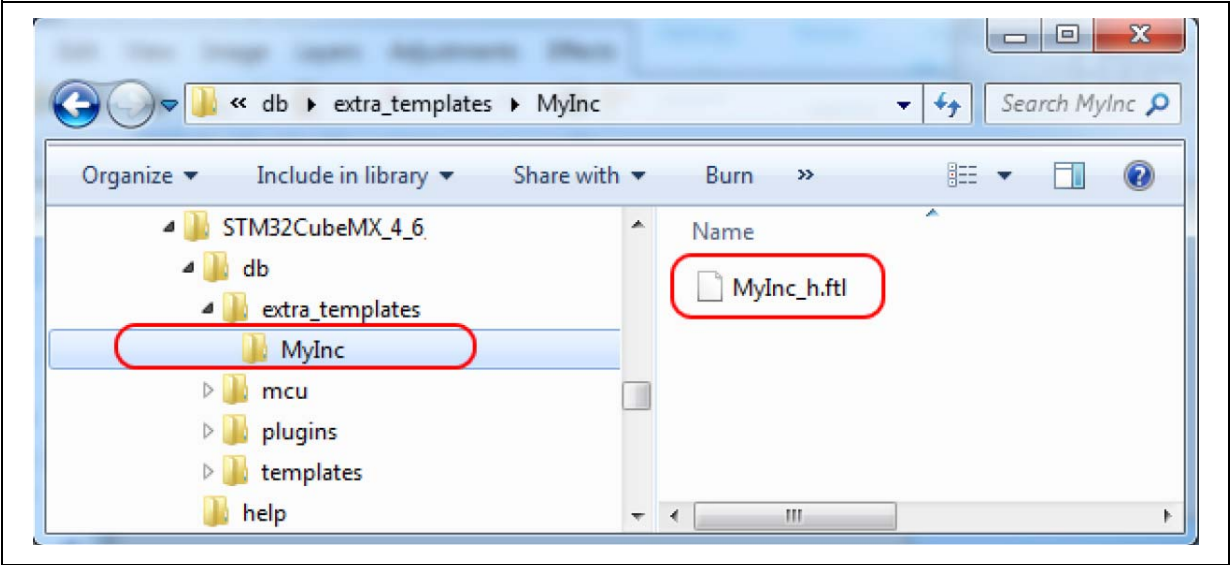 « db ▸ extra_templates ▸ MyInc
Search MyInc
Organize Include in library Share with Burn »
STM32CubeMX_4_6
db
extra_templates
MyInc
mcu
plugins
templates
help
Name
MyInc_h.ftl